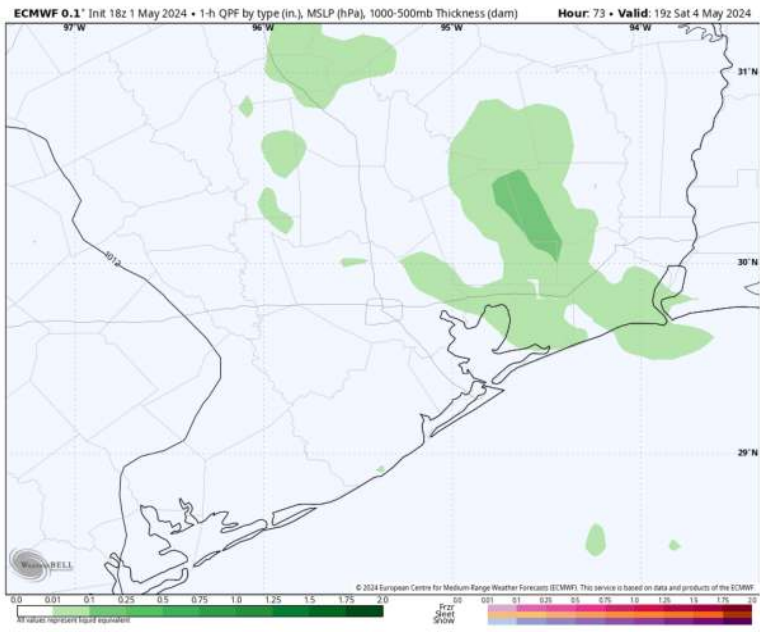 ECMWF 0.1° Init 18z 1 May 2024 • 1-h QPF by type (in.), MSLP (hPa), 1000-500mb Thickness (dam) Hour: 73 • Valid: 19z Sat 4 May 2024
97°W 96°W 95°W 94°W
31°N
30°N
1012
29°N
WeatherBELL
© 2024 European Centre for Medium-Range Weather Forecasts (ECMWF). This service is based on data and products of the ECMWF
0.0 0.01 0.1 0.25 0.5 0.75 1.0 1.25 1.5 1.75 2.0
All values represent liquid equivalent
0.0 0.01 0.1 0.25 0.5 0.75 1.0 1.25 1.5 1.75 2.0
Frzr
Sleet
Snow